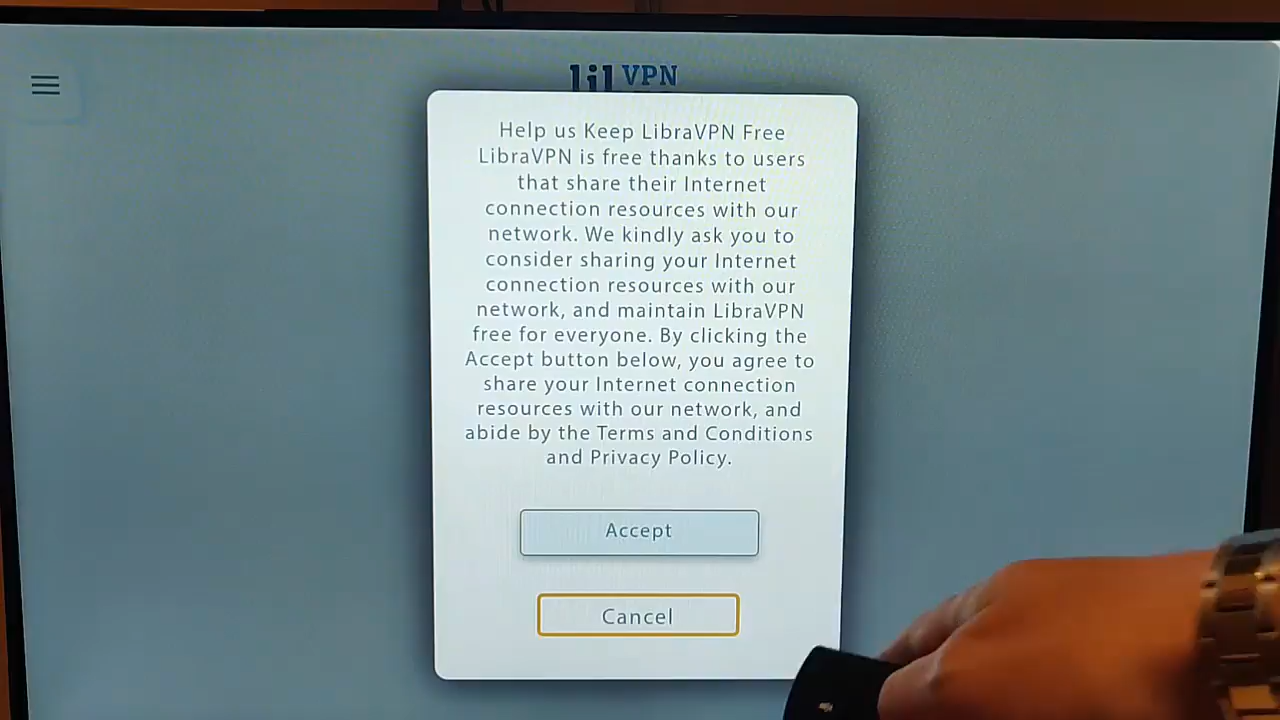 lil VPN
Help us Keep LibraVPN Free
LibraVPN is free thanks to users
that share their Internet
connection resources with our
network. We kindly ask you to
consider sharing your Internet
connection resources with our
network, and maintain LibraVPN
free for everyone. By clicking the
Accept button below, you agree to
share your Internet connection
resources with our network, and
abide by the Terms and Conditions
and Privacy Policy.
Accept
Cancel